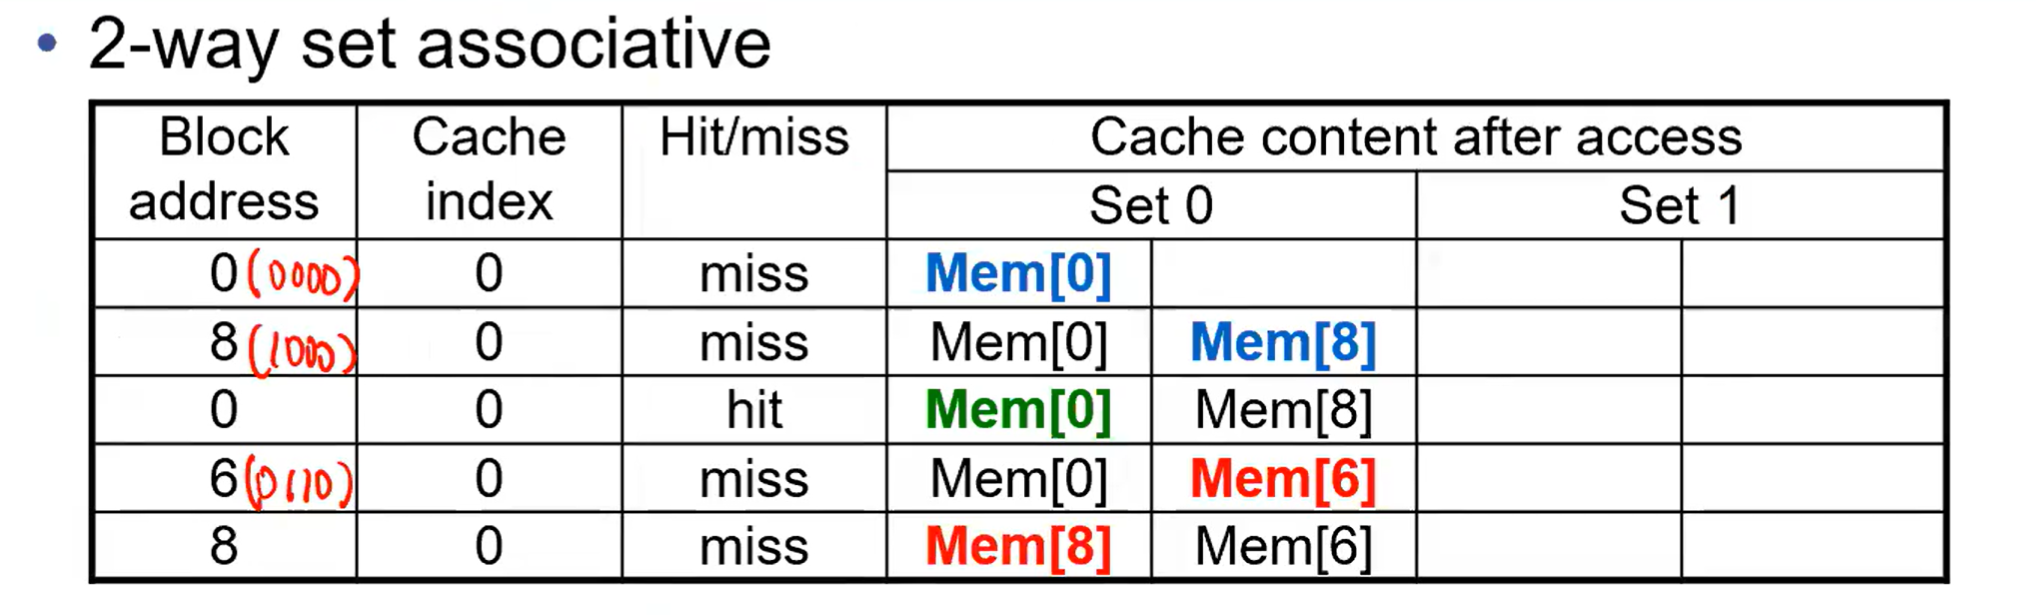 • 2-way set associative
Block address Cache index Hit/miss Cache content after access
Set 0 Set 1
0 (0000) 0 miss Mem[0]
8 (1000) 0 miss Mem[0] Mem[8]
0 0 hit Mem[0] Mem[8]
6 (0110) 0 miss Mem[0] Mem[6]
8 0 miss Mem[8] Mem[6]